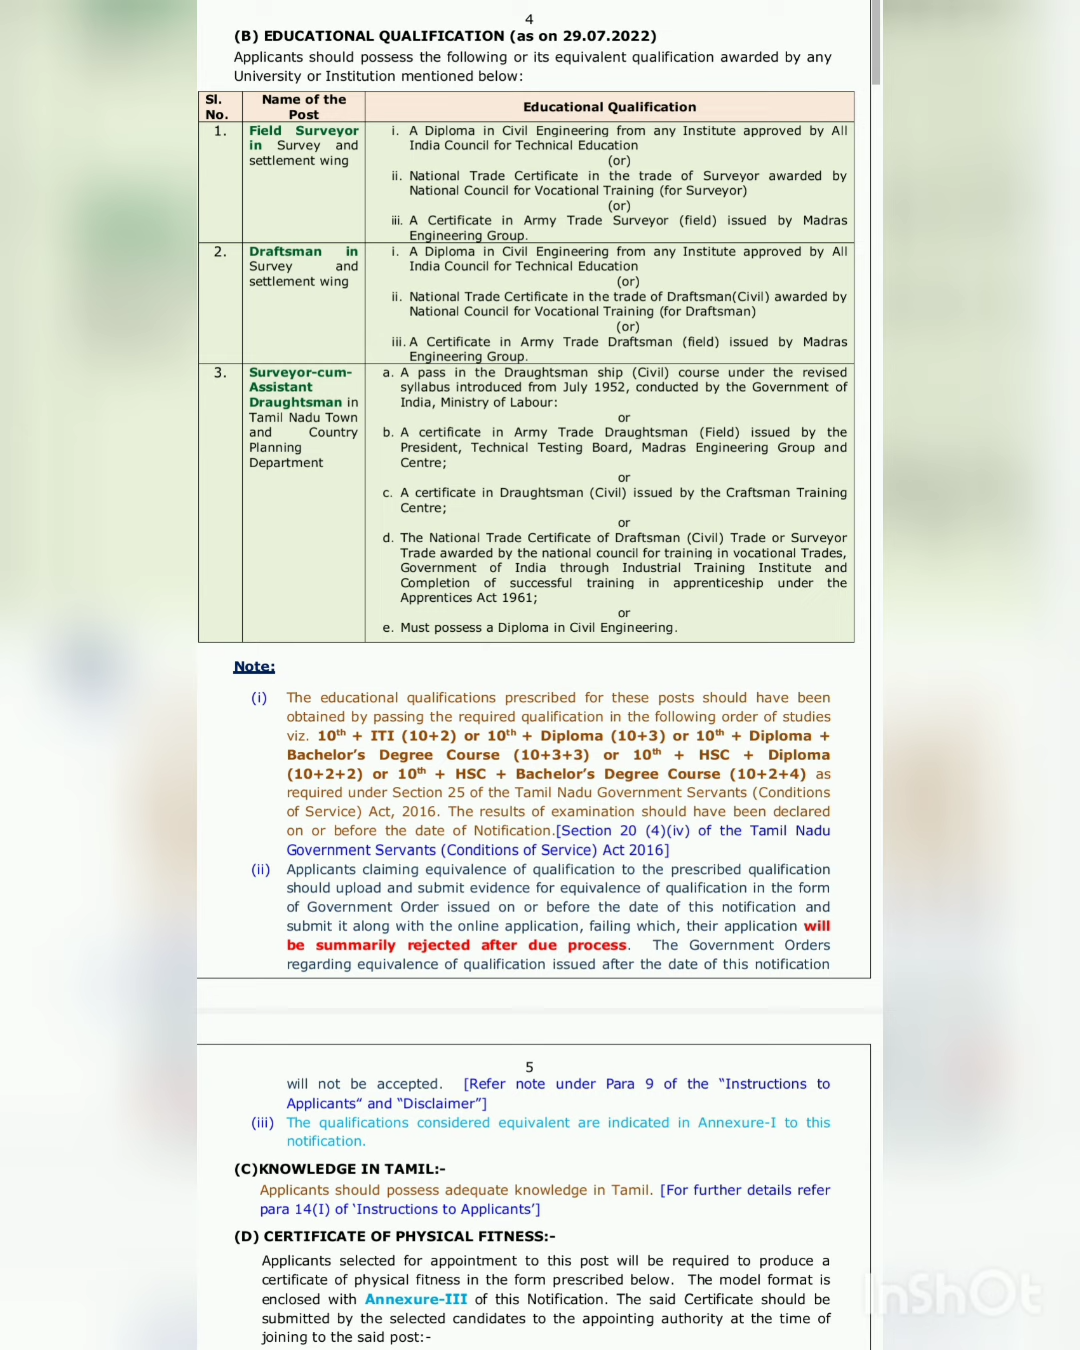 4
(B) EDUCATIONAL QUALIFICATION (as on 29.07.2022)
Applicants should possess the following or its equivalent qualification awarded by any
University or Institution mentioned below:
Sl. No.
Name of the Post
Educational Qualification
1.
Field Surveyor
in Survey and
settlement wing
i. A Diploma in Civil Engineering from any Institute approved by All
India Council for Technical Education
(or)
ii. National Trade Certificate in the trade of Surveyor awarded by
National Council for Vocational Training (for Surveyor)
(or)
iii. A Certificate in Army Trade Surveyor (field) issued by Madras
Engineering Group.
2.
Draftsman in
Survey and
settlement wing
i. A Diploma in Civil Engineering from any Institute approved by All
India Council for Technical Education
(or)
ii. National Trade Certificate in the trade of Draftsman(Civil) awarded by
National Council for Vocational Training (for Draftsman)
(or)
iii. A Certificate in Army Trade Draftsman (field) issued by Madras
Engineering Group.
3.
Surveyor-cum-
Assistant
Draughtsman in
Tamil Nadu Town
and Country
Planning
Department
a. A pass in the Draughtsman ship (Civil) course under the revised
syllabus introduced from July 1952, conducted by the Government of
India, Ministry of Labour:
or
b. A certificate in Army Trade Draughtsman (Field) issued by the
President, Technical Testing Board, Madras Engineering Group and
Centre;
or
c. A certificate in Draughtsman (Civil) issued by the Craftsman Training
Centre;
or
d. The National Trade Certificate of Draftsman (Civil) Trade or Surveyor
Trade awarded by the national council for training in vocational Trades,
Government of India through Industrial Training Institute and
Completion of successful training in apprenticeship under the
Apprentices Act 1961;
or
e. Must possess a Diploma in Civil Engineering.
Note:
(i) The educational qualifications prescribed for these posts should have been
obtained by passing the required qualification in the following order of studies
viz. 10th + ITI (10+2) or 10th + Diploma (10+3) or 10th + Diploma +
Bachelor's Degree Course (10+3+3) or 10th + HSC + Diploma
(10+2+2) or 10th + HSC + Bachelor's Degree Course (10+2+4) as
required under Section 25 of the Tamil Nadu Government Servants (Conditions
of Service) Act, 2016. The results of examination should have been declared
on or before the date of Notification.[Section 20 (4)(iv) of the Tamil Nadu
Government Servants (Conditions of Service) Act 2016]
(ii) Applicants claiming equivalence of qualification to the prescribed qualification
should upload and submit evidence for equivalence of qualification in the form
of Government Order issued on or before the date of this notification and
submit it along with the online application, failing which, their application will
be summarily rejected after due process. The Government Orders
regarding equivalence of qualification issued after the date of this notification
5
will not be accepted. [Refer note under Para 9 of the "Instructions to
Applicants" and "Disclaimer"]
(iii) The qualifications considered equivalent are indicated in Annexure-I to this
notification.
(C)KNOWLEDGE IN TAMIL:-
Applicants should possess adequate knowledge in Tamil. [For further details refer
para 14(I) of 'Instructions to Applicants']
(D) CERTIFICATE OF PHYSICAL FITNESS:-
Applicants selected for appointment to this post will be required to produce a
certificate of physical fitness in the form prescribed below. The model format is
enclosed with Annexure-III of this Notification. The said Certificate should be
submitted by the selected candidates to the appointing authority at the time of
joining to the said post:-
InShOt